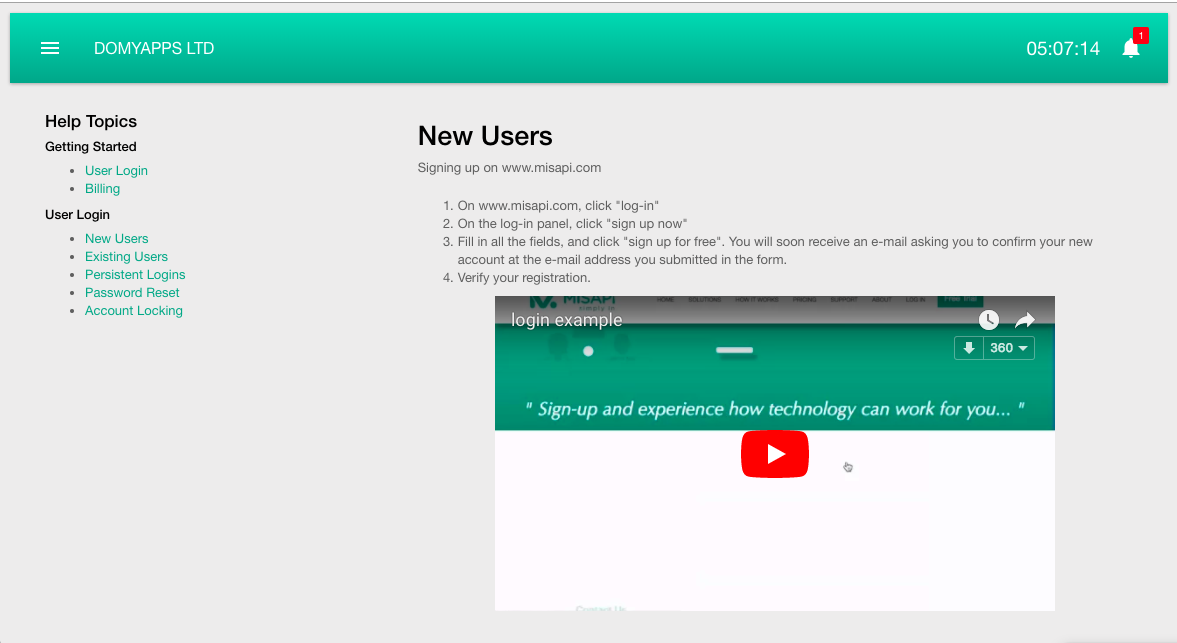 DOMYAPPS LTD
05:07:14
1
Help Topics
Getting Started
User Login
Billing
User Login
New Users
Existing Users
Persistent Logins
Password Reset
Account Locking
New Users
Signing up on www.misapi.com
1. On www.misapi.com, click "log-in"
2. On the log-in panel, click "sign up now"
3. Fill in all the fields, and click "sign up for free". You will soon receive an e-mail asking you to confirm your new
account at the e-mail address you submitted in the form.
4. Verify your registration.
MISAPI
HOME SOLUTIONS HOW IT WORKS PRICING SUPPORT ABOUT LOG IN Free Trial
login example
360
" Sign-up and experience how technology can work for you... "
Contact Us